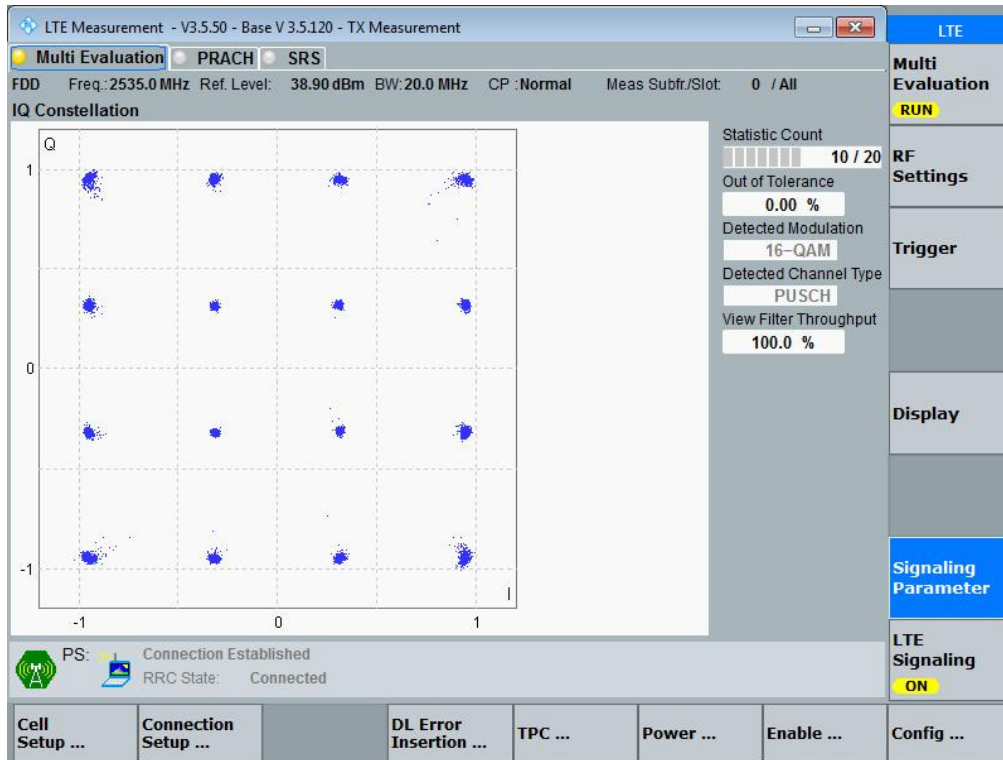 LTE Measurement - V3.5.50 - Base V 3.5.120 - TX Measurement
LTE
Multi Evaluation PRACH SRS
FDD Freq.:2535.0 MHz Ref. Level: 38.90 dBm BW:20.0 MHz CP :Normal Meas Subfr./Slot: 0 / All
IQ Constellation
Q
1
0
-1
-1 0 1
I
Statistic Count
10 / 20
Out of Tolerance
0.00 %
Detected Modulation
16-QAM
Detected Channel Type
PUSCH
View Filter Throughput
100.0 %
Multi
Evaluation
RUN
RF
Settings
Trigger
Display
Signaling
Parameter
LTE
Signaling
ON
PS: Connection Established
RRC State: Connected
Cell
Setup ...
Connection
Setup ...
DL Error
Insertion ...
TPC ...
Power ...
Enable ...
Config ...